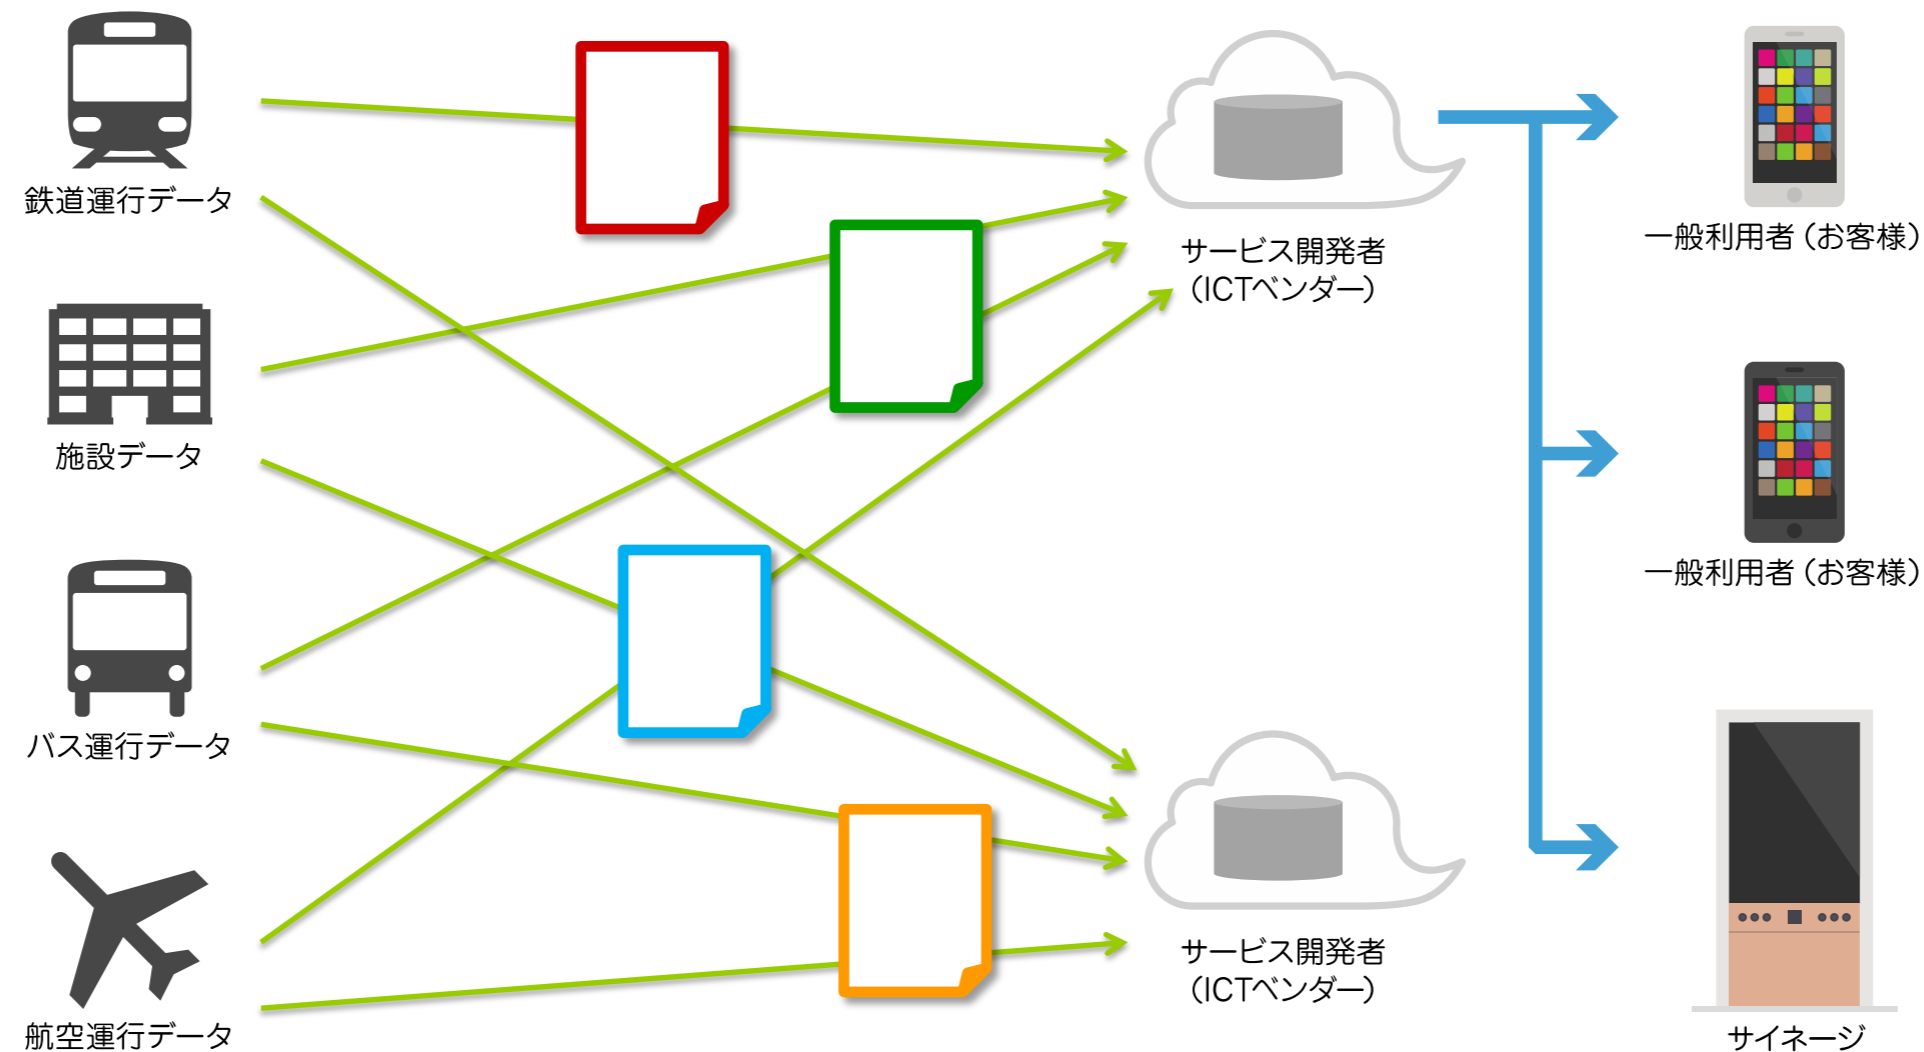 鉄道運行データ
施設データ
バス運行データ
航空運行データ
サービス開発者
（ICTベンダー）
サービス開発者
（ICTベンダー）
一般利用者（お客様）
一般利用者（お客様）
サイネージ